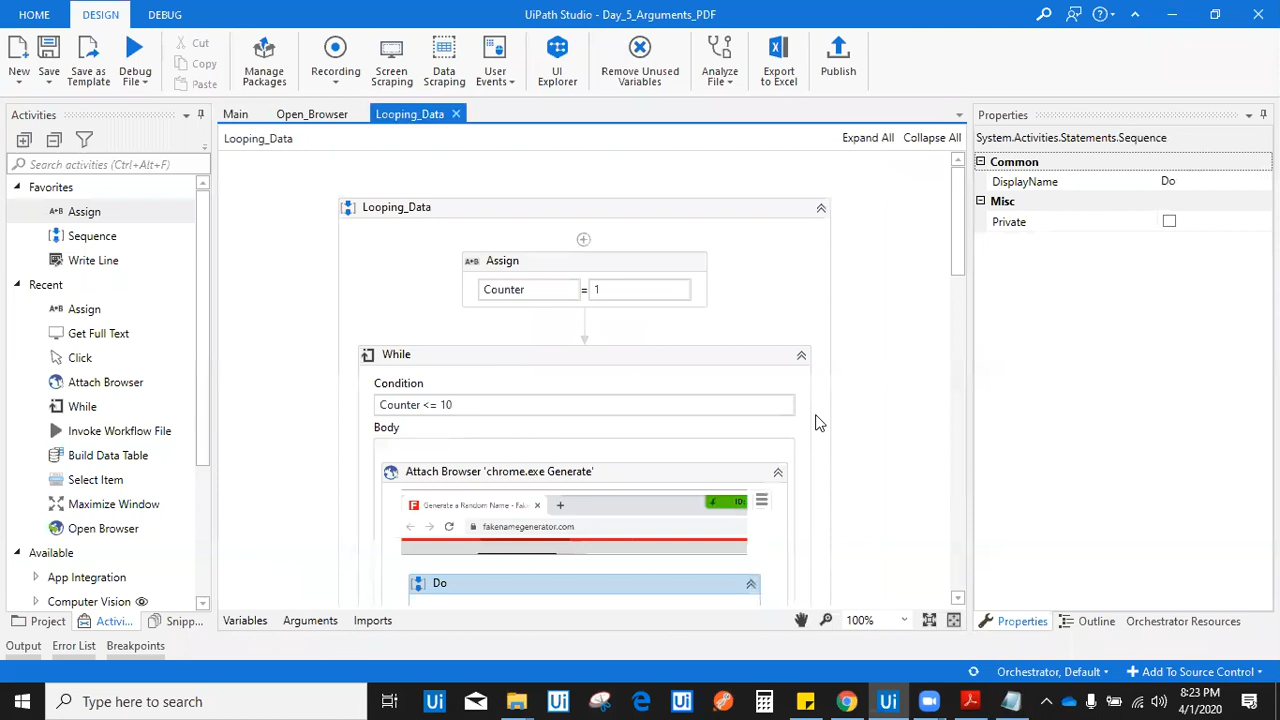 HOME DESIGN DEBUG
UiPath Studio - Day_5_Arguments_PDF
New Save Save as Template Debug File Cut Copy Paste Manage Packages Recording Screen Scraping Data Scraping User Events UI Explorer Remove Unused Variables Analyze File Export to Excel Publish
Activities
Search activities (Ctrl+Alt+F)
Favorites
Assign
Sequence
Write Line
Recent
Assign
Get Full Text
Click
Attach Browser
While
Invoke Workflow File
Build Data Table
Select Item
Maximize Window
Open Browser
Available
App Integration
Computer Vision
Project Activi... Snipp...
Main Open_Browser Looping_Data
Looping_Data Expand All Collapse All
Looping_Data
A*B Assign
Counter = 1
While
Condition
Counter <= 10
Body
Attach Browser 'chrome.exe Generate'
Generate a Random Name - Fak ID:
fakenamegenerator.com
Do
Variables Arguments Imports 100%
Properties
System.Activities.Statements.Sequence
Common
DisplayName Do
Misc
Private
Properties Outline Orchestrator Resources
Output Error List Breakpoints
Orchestrator, Default Add To Source Control
Type here to search
8:23 PM
4/1/2020